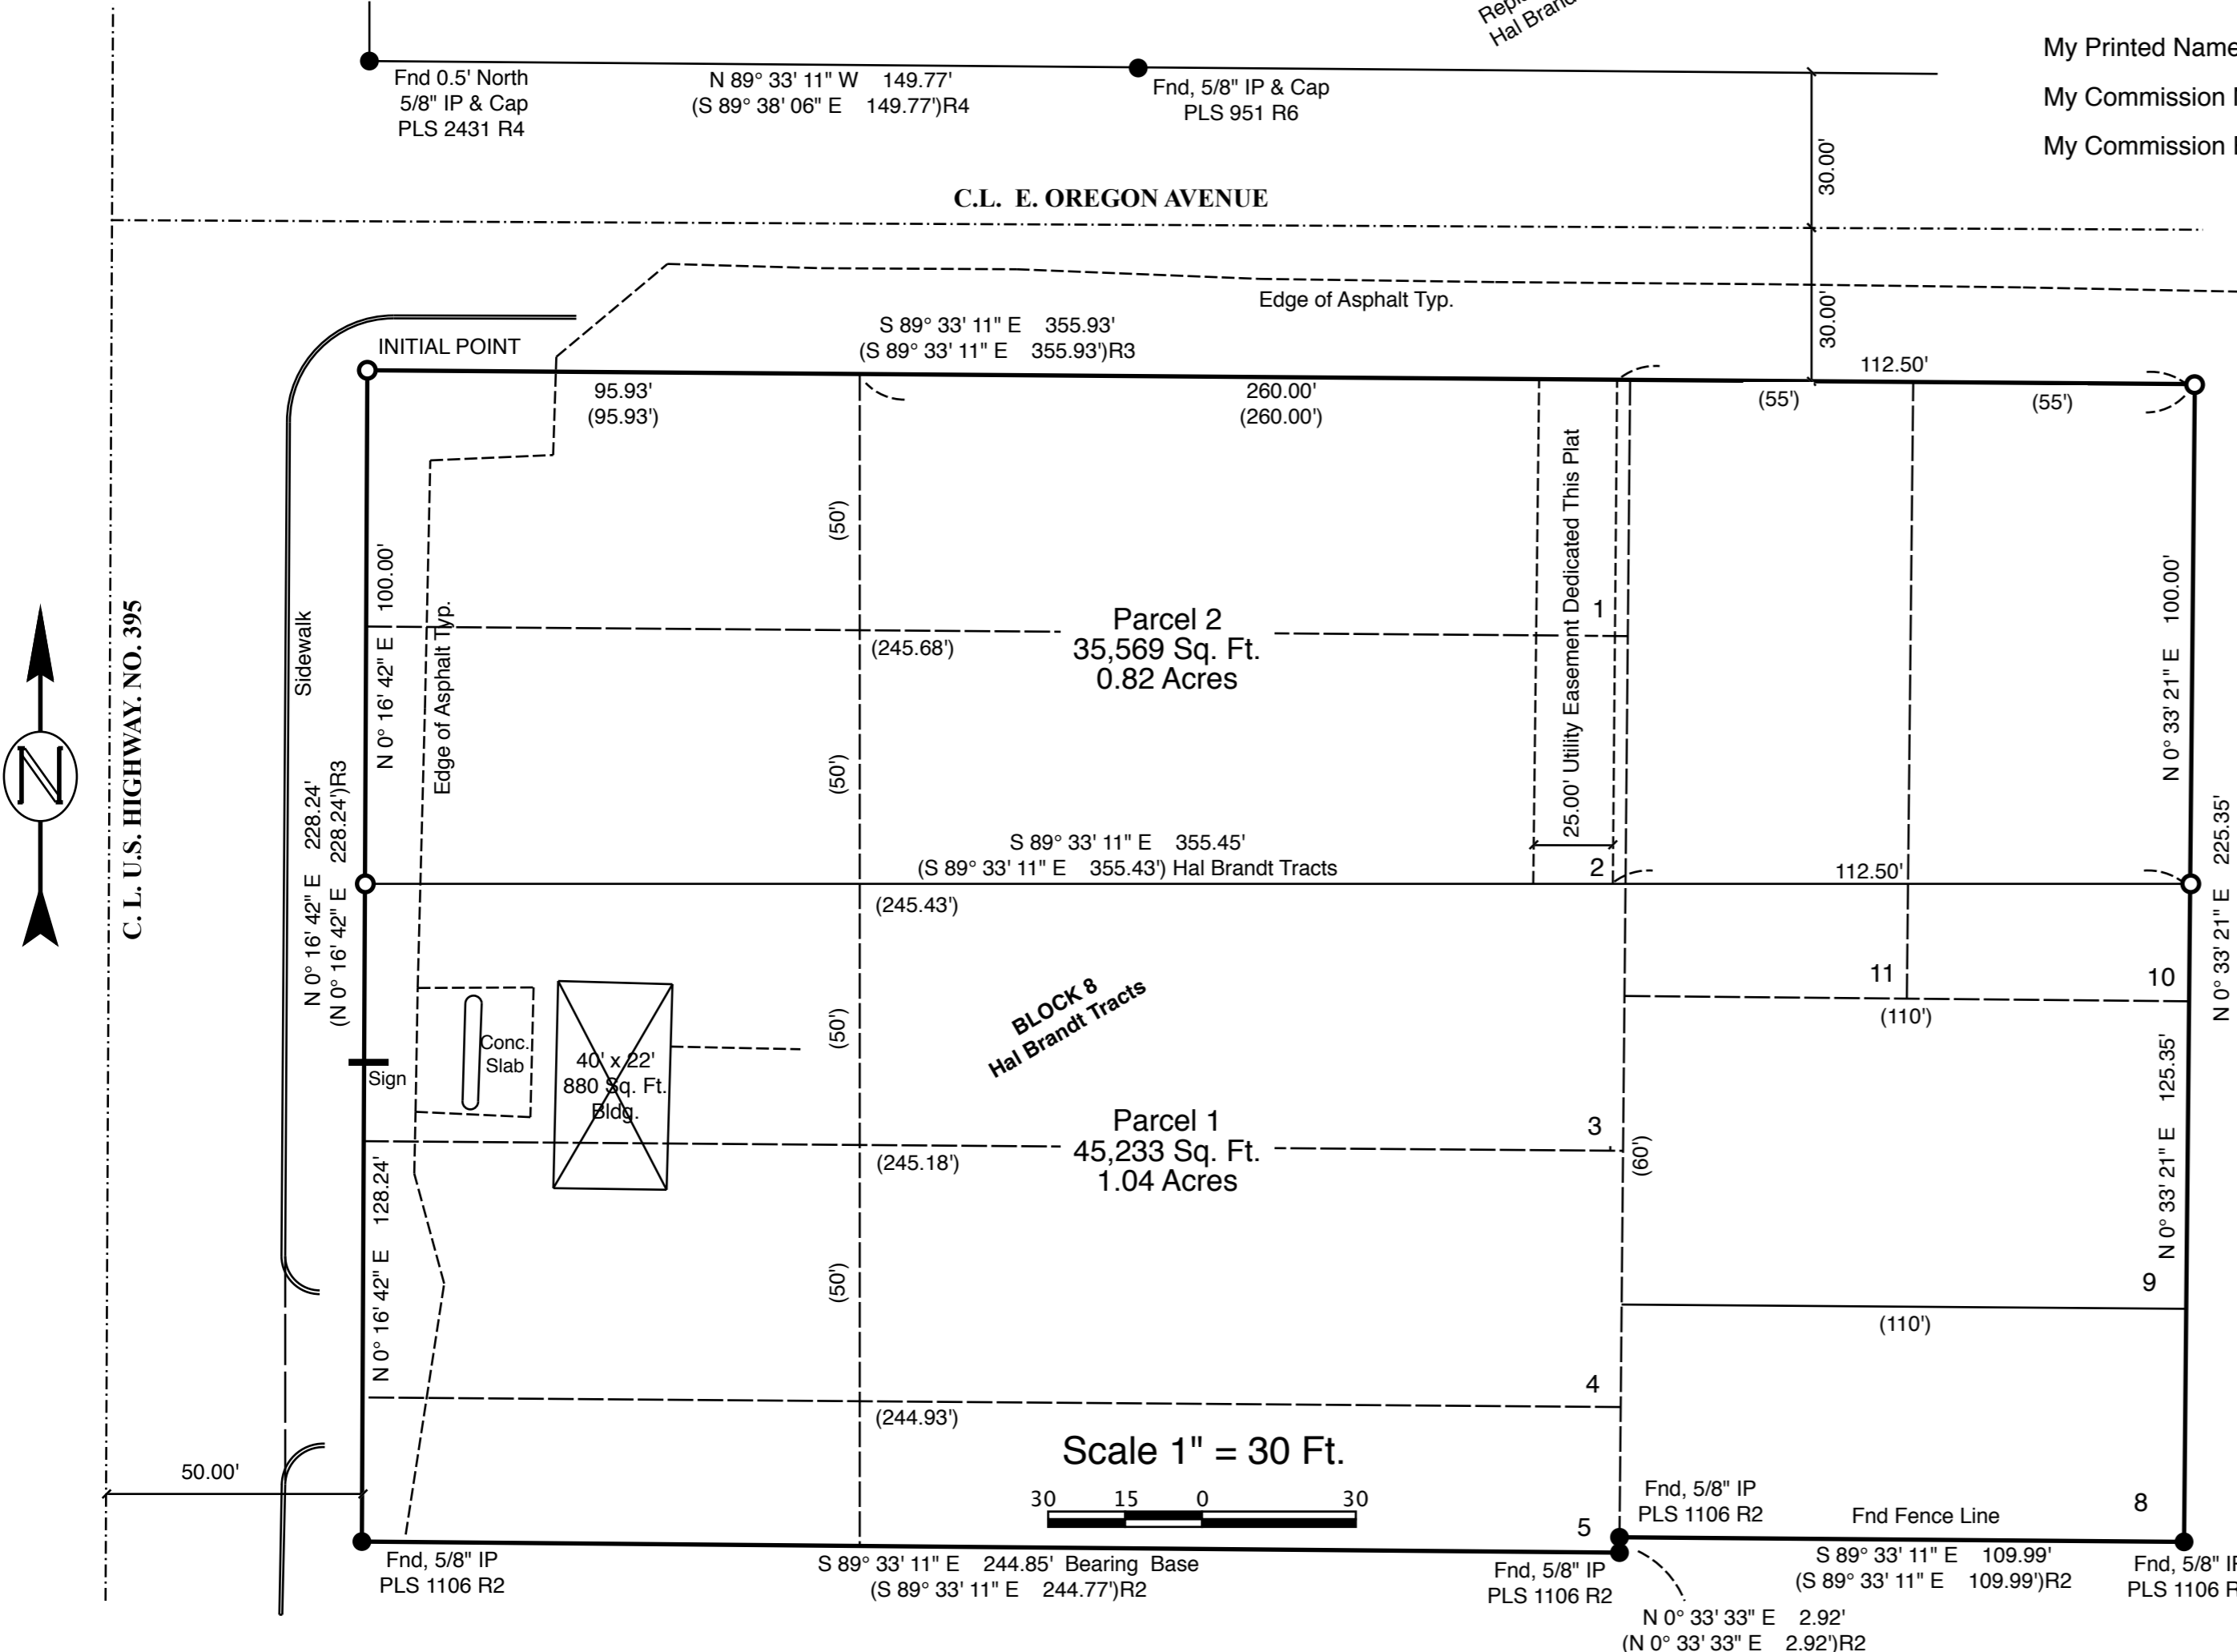 Hal Brand
My Printed Name
My Commission
My Commission
Fnd 0.5' North
5/8" IP & Cap
PLS 2431 R4
N 89° 33' 11" W 149.77'
(S 89° 38' 06" E 149.77')R4
Fnd, 5/8" IP & Cap
PLS 951 R6
30.00'
C.L. E. OREGON AVENUE
Edge of Asphalt Typ.
30.00'
S 89° 33' 11" E 355.93'
(S 89° 33' 11" E 355.93')R3
INITIAL POINT
112.50'
95.93'
(95.93')
260.00'
(260.00')
(55')
(55')
25.00' Utility Easement Dedicated This Plat
(50')
N 0° 16' 42" E 100.00'
Edge of Asphalt Typ.
Sidewalk
C. L. U.S. HIGHWAY. NO. 395
N
N 0° 16' 42" E 228.24'
(N 0° 16' 42" E 228.24')R3
1
Parcel 2
35,569 Sq. Ft.
0.82 Acres
(245.68')
N 0° 33' 21" E 100.00'
N 0° 33' 21" E 225.35'
(50')
S 89° 33' 11" E 355.45'
(S 89° 33' 11" E 355.43') Hal Brandt Tracts
2
112.50'
(245.43')
11
10
(110')
BLOCK 8
Hal Brandt Tracts
(50')
Conc.
Slab
Sign
40' x 22'
880 Sq. Ft.
Bldg.
N 0° 33' 21" E 125.35'
Parcel 1
45,233 Sq. Ft.
1.04 Acres
3
(60')
(245.18')
N 0° 16' 42" E 128.24'
(50')
9
(110')
4
(244.93')
Scale 1" = 30 Ft.
30 15 0 30
50.00'
Fnd, 5/8" IP
PLS 1106 R2
5
8
Fnd Fence Line
Fnd, 5/8" IP
PLS 1106 R2
S 89° 33' 11" E 244.85' Bearing Base
(S 89° 33' 11" E 244.77')R2
Fnd, 5/8" IP
PLS 1106 R2
S 89° 33' 11" E 109.99'
(S 89° 33' 11" E 109.99')R2
Fnd, 5/8" IP
PLS 1106 R
N 0° 33' 33" E 2.92'
(N 0° 33' 33" E 2.92')R2